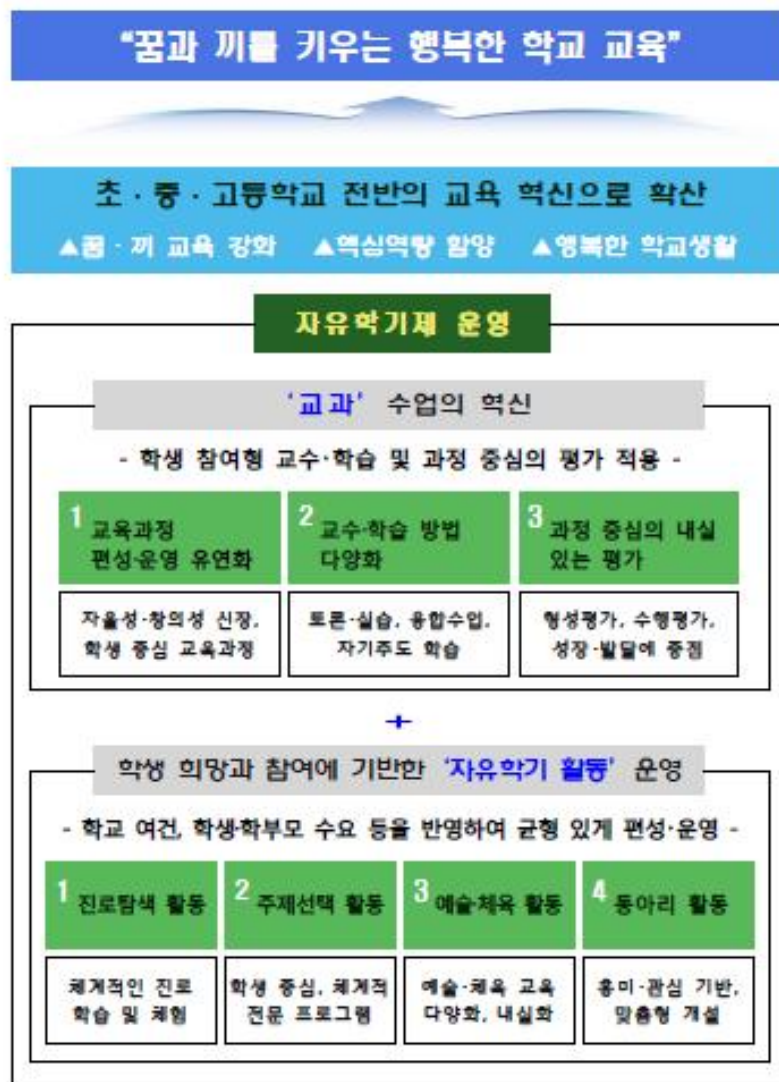 “꿈과 끼를 키우는 행복한 학교 교육”
초·중·고등학교 전반의 교육 혁신으로 확산
▲꿈·끼 교육 강화 ▲핵심역량 함양 ▲행복한 학교생활
자유학기제 운영
‘교과’ 수업의 혁신
- 학생 참여형 교수·학습 및 과정 중심의 평가 적용 -
1 교육과정
편성·운영 유연화
2 교수·학습 방법
다양화
3 과정 중심의 내실
있는 평가
자율성·창의성 신장,
학생 중심 교육과정
토론·실습, 융합수업,
자기주도 학습
형성평가, 수행평가,
성장·발달에 중점
+
학생 희망과 참여에 기반한 ‘자유학기 활동’ 운영
- 학교 여건, 학생·학부모 수요 등을 반영하여 균형 있게 편성·운영 -
1 진로탐색 활동
2 주제선택 활동
3 예술·체육 활동
4 동아리 활동
체계적인 진로
학습 및 체험
학생 중심, 체계적
전문 프로그램
예술·체육 교육
다양화, 내실화
흥미·관심 기반,
맞춤형 개설